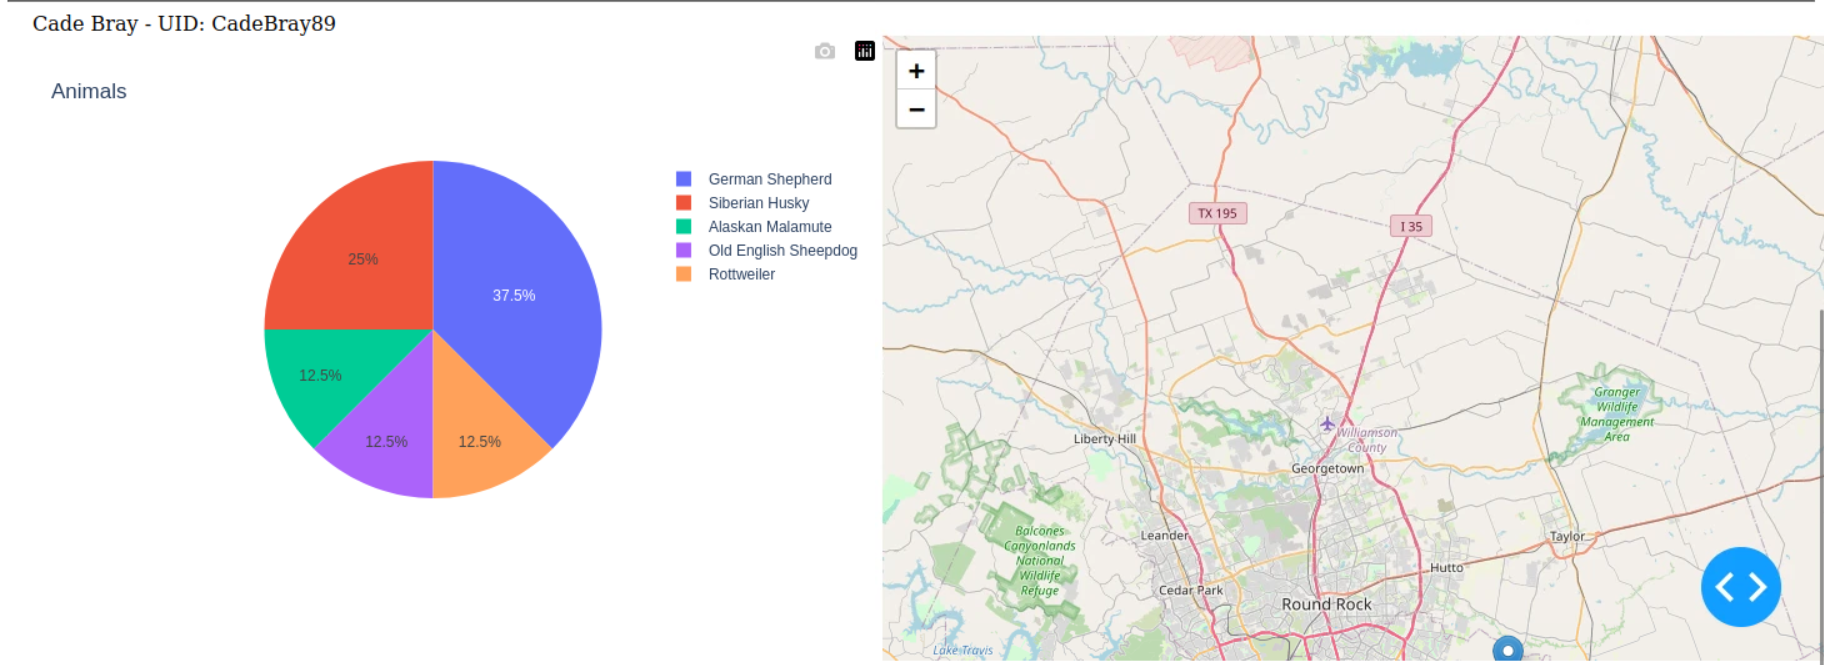 Cade Bray - UID: CadeBray89
Animals
German Shepherd
Siberian Husky
Alaskan Malamute
Old English Sheepdog
Rottweiler
25%
37.5%
12.5%
12.5%
12.5%
+
−
TX 195
I 35
Granger
Wildlife
Management
Area
Williamson
County
Liberty Hill
Georgetown
Balcones
Canyonlands
National
Wildlife
Refuge
Leander
Taylor
Hutto
Cedar Park
Round Rock
Lake Travis